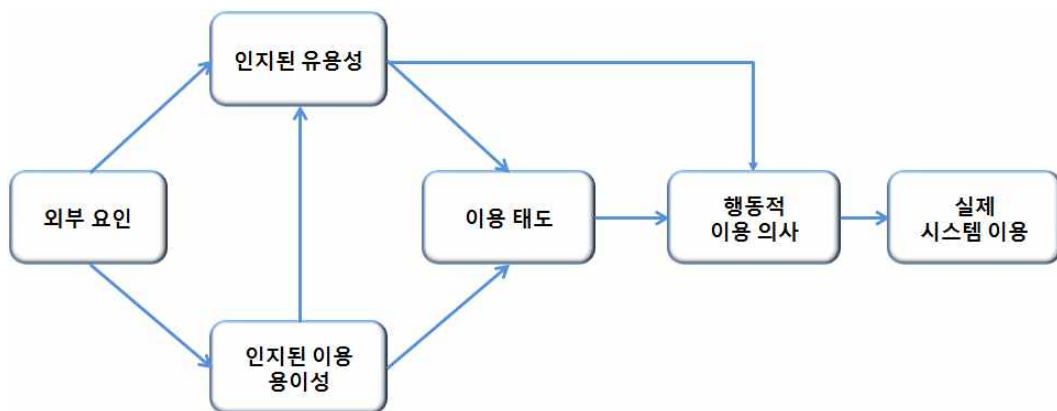 인지된 유용성
외부 요인
이용 태도
행동적
이용 의사
실제
시스템 이용
인지된 이용
용이성